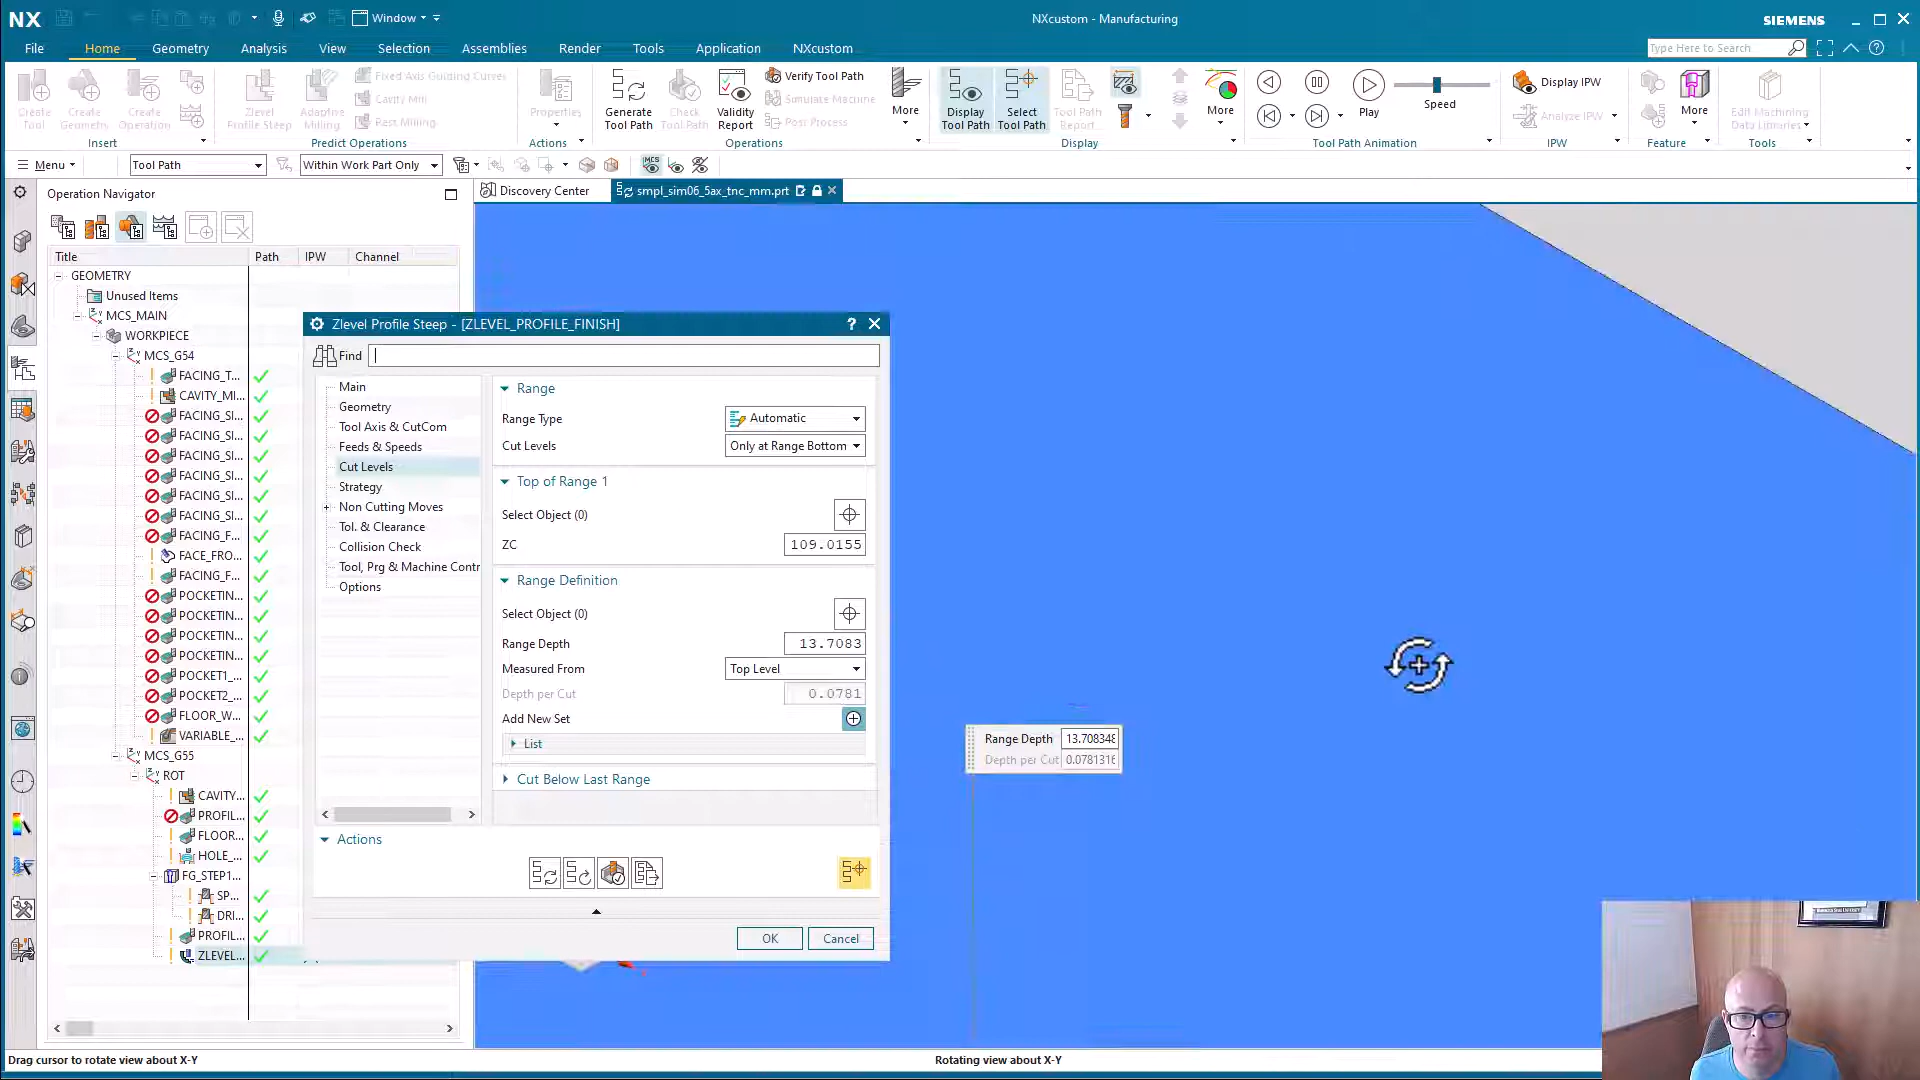 NX
Window
NXcustom - Manufacturing
SIEMENS
File
Home
Geometry
Analysis
View
Selection
Assemblies
Render
Tools
Application
NXcustom
Type Here to Search
Create Tool
Create Geometry
Create Operation
Insert
Zlevel Profile Steep
Adaptive Milling
Fixed Axis Guiding Curves
Cavity Mill
Rest Milling
Predict Operations
Properties
Actions
Generate Tool Path
Check Tool Path
Validity Report
Verify Tool Path
Simulate Machine
Post Process
More
Operations
Display Tool Path
Select Tool Path
Tool Path Report...
More
Display
Play
Speed
Tool Path Animation
Display IPW
Analyze IPW
IPW
More
Feature
Edit Machining Data Libraries
Tools
Menu
Tool Path
Within Work Part Only
MCS
Operation Navigator
Discovery Center
smpl_sim06_5ax_tnc_mm.prt
Title
Path
IPW
Channel
GEOMETRY
Unused Items
MCS_MAIN
WORKPIECE
MCS_G54
FACING_T...
CAVITY_MI...
FACING_SI...
FACING_SI...
FACING_SI...
FACING_SI...
FACING_SI...
FACING_SI...
FACING_F...
FACE_FRO...
FACING_F...
POCKETIN...
POCKETIN...
POCKETIN...
POCKETIN...
POCKET1_...
POCKET2_...
FLOOR_W...
VARIABLE_...
MCS_G55
ROT
CAVITY...
PROFIL...
FLOOR...
HOLE_...
FG_STEP1...
SP...
DRI...
PROFIL...
ZLEVEL...
Zlevel Profile Steep - [ZLEVEL_PROFILE_FINISH]
Find
Main
Geometry
Tool Axis & CutCom
Feeds & Speeds
Cut Levels
Strategy
Non Cutting Moves
Tol. & Clearance
Collision Check
Tool, Prg & Machine Contr
Options
Range
Range Type
Automatic
Cut Levels
Only at Range Bottom
Top of Range 1
Select Object (0)
ZC
109.0155
Range Definition
Select Object (0)
Range Depth
13.7083
Measured From
Top Level
Depth per Cut
0.0781
Add New Set
List
Cut Below Last Range
Actions
OK
Cancel
Range Depth
13.708348
Depth per Cut
0.0781316
Drag cursor to rotate view about X-Y
Rotating view about X-Y